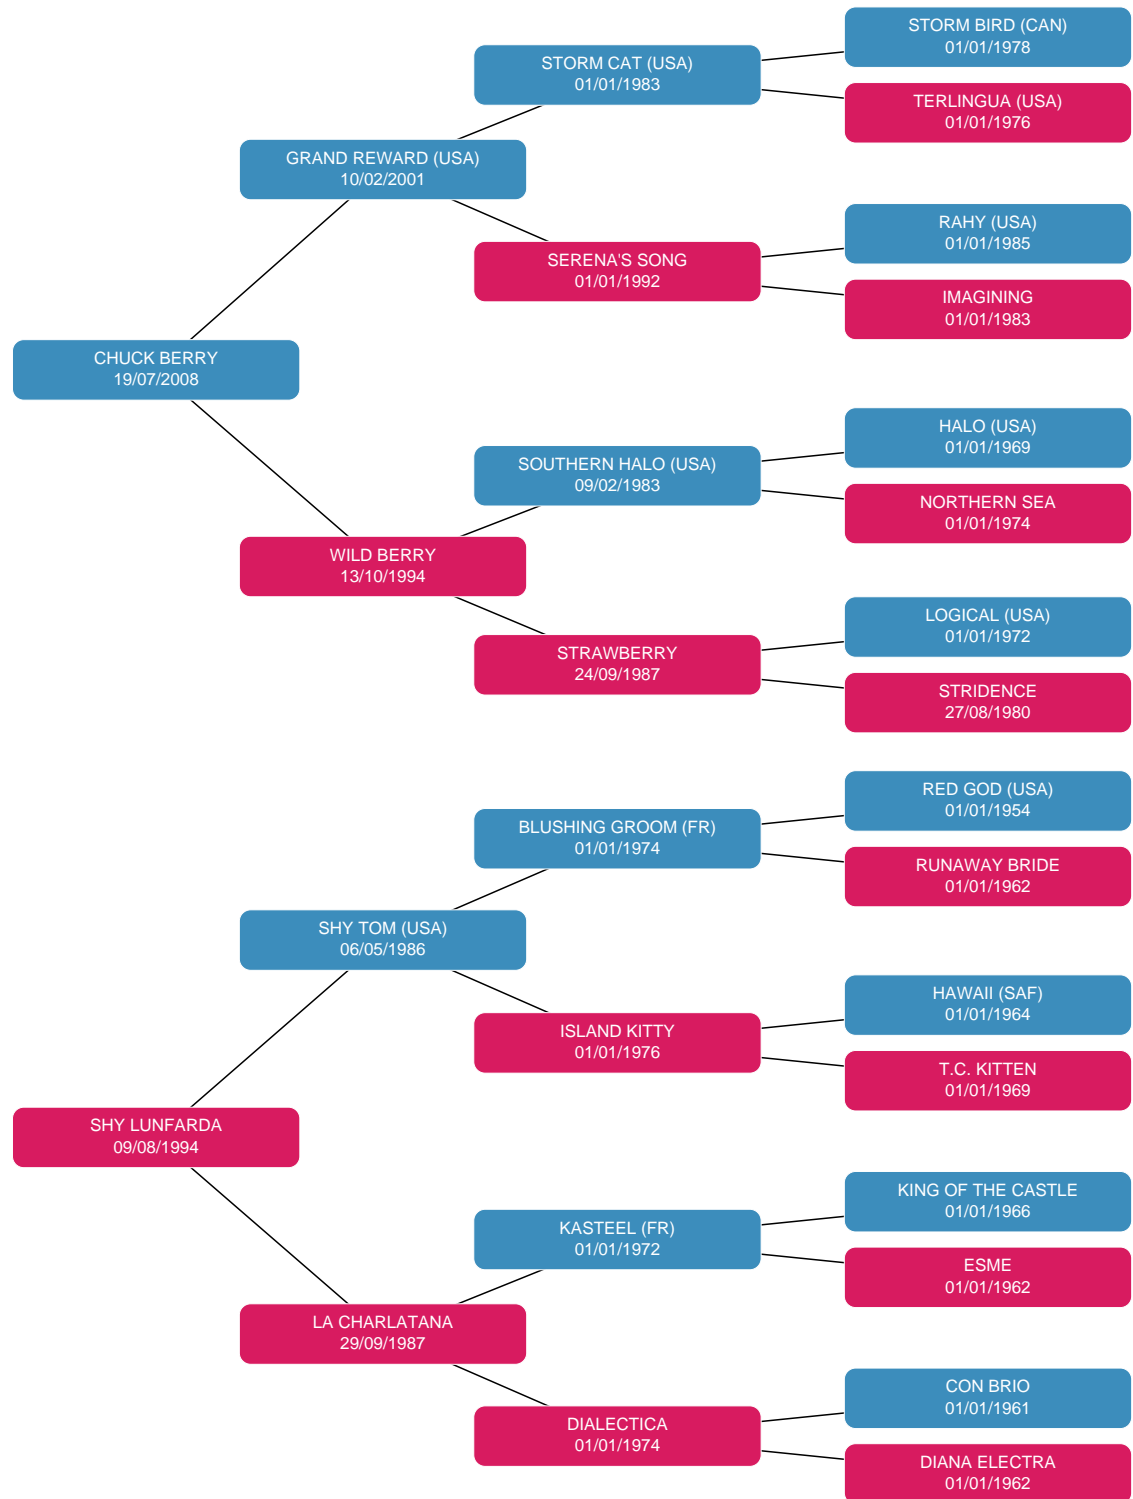 STORM BIRD (CAN)
01/01/1978
STORM CAT (USA)
01/01/1983
TERLINGUA (USA)
01/01/1976
GRAND REWARD (USA)
10/02/2001
RAHY (USA)
01/01/1985
SERENA'S SONG
01/01/1992
IMAGINING
01/01/1983
CHUCK BERRY
19/07/2008
HALO (USA)
01/01/1969
SOUTHERN HALO (USA)
09/02/1983
NORTHERN SEA
01/01/1974
WILD BERRY
13/10/1994
LOGICAL (USA)
01/01/1972
STRAWBERRY
24/09/1987
STRIDENCE
27/08/1980
RED GOD (USA)
01/01/1954
BLUSHING GROOM (FR)
01/01/1974
RUNAWAY BRIDE
01/01/1962
SHY TOM (USA)
06/05/1986
HAWAII (SAF)
01/01/1964
ISLAND KITTY
01/01/1976
T.C. KITTEN
01/01/1969
SHY LUNFARDA
09/08/1994
KING OF THE CASTLE
01/01/1966
KASTEEL (FR)
01/01/1972
ESME
01/01/1962
LA CHARLATANA
29/09/1987
CON BRIO
01/01/1961
DIALECTICA
01/01/1974
DIANA ELECTRA
01/01/1962